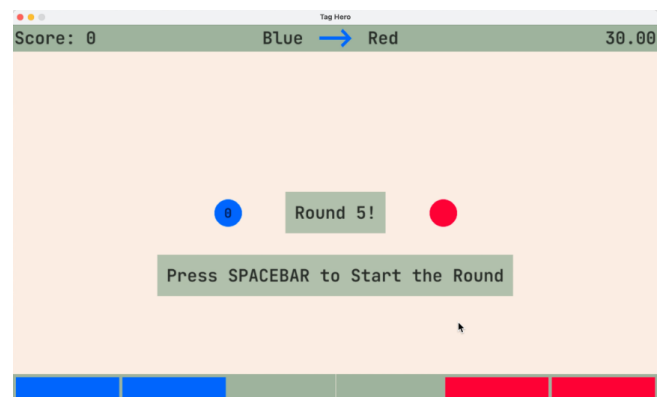 Tag Hero
Score: 0
Blue → Red
30.00
0
Round 5!
Press SPACEBAR to Start the Round